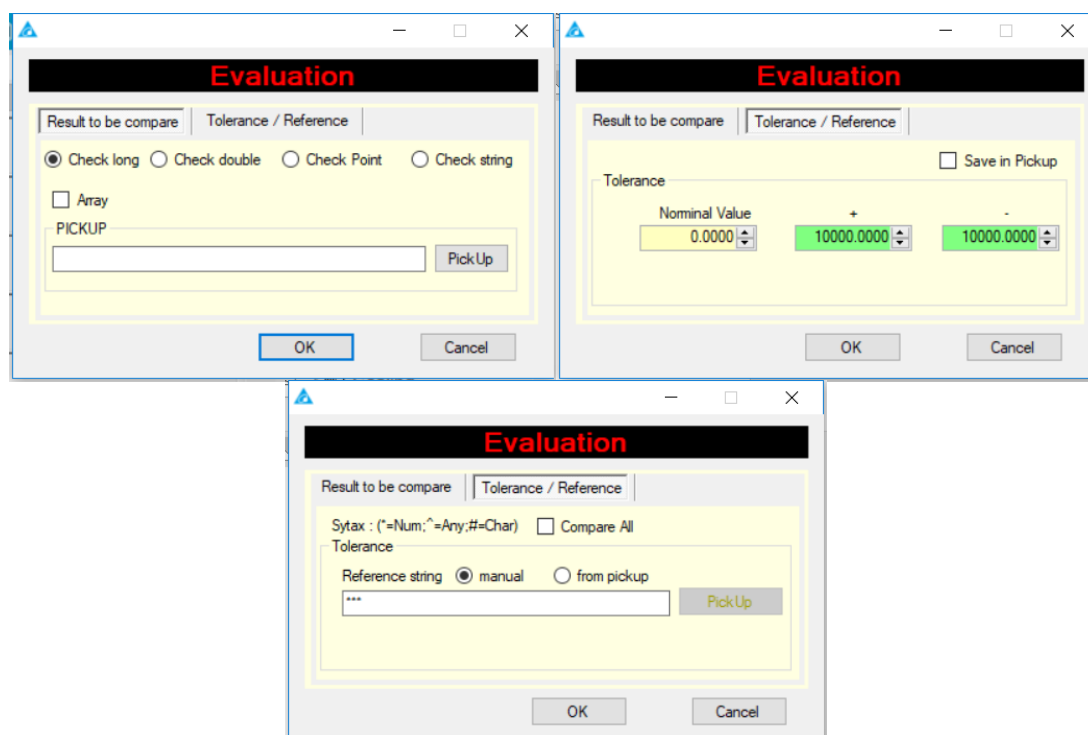 Evaluation
Result to be compare Tolerance / Reference
Check long Check double Check Point Check string
Array
PICKUP
PickUp
OK Cancel
Evaluation
Result to be compare Tolerance / Reference
Save in Pickup
Tolerance
Nominal Value + -
0.0000 10000.0000 10000.0000
OK Cancel
Evaluation
Result to be compare Tolerance / Reference
Sytax : (*=Num;^=Any;#=Char) Compare All
Tolerance
Reference string manual from pickup
*** PickUp
OK Cancel